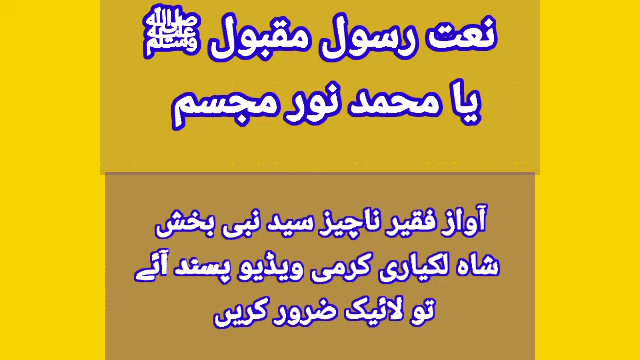 نعت رسول مقبول ﷺ
یا محمد نور مجسم
آواز فقیر ناچیز سید نبی بخش
شاہ لکیاری کرمی ویڈیو پسند آئے
تو لائیک ضرور کریں